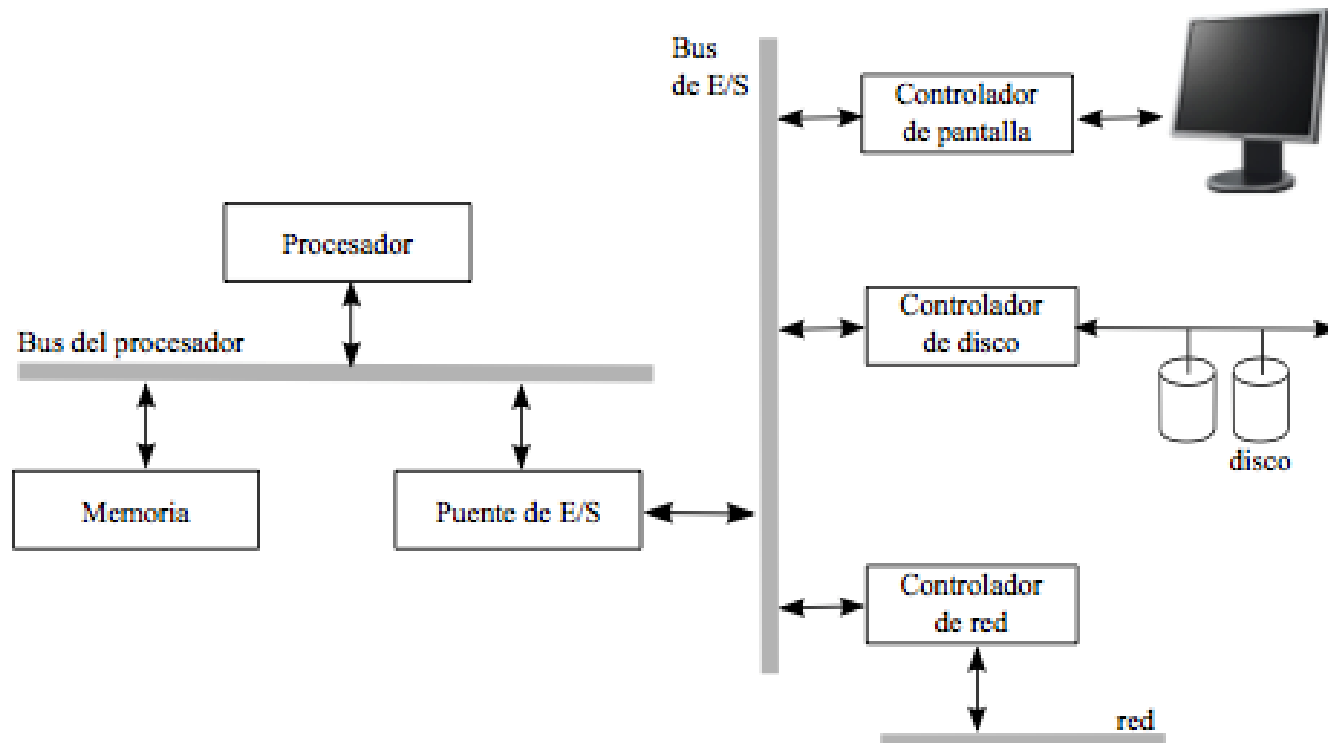 Bus
de E/S
Controlador
de pantalla
Procesador
Bus del procesador
Controlador
de disco
disco
Memoria
Puente de E/S
Controlador
de red
red